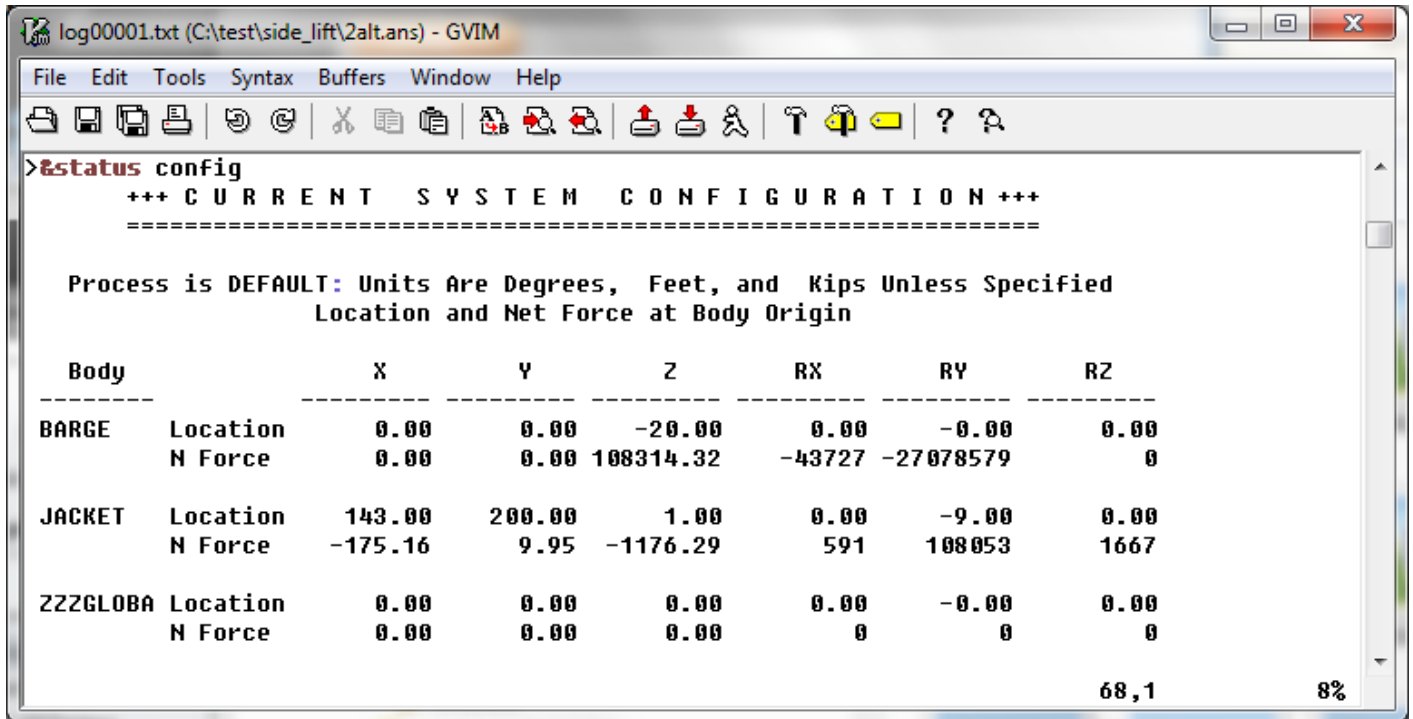 log00001.txt (C:\test\side_lift\2alt.ans) - GVIM
File Edit Tools Syntax Buffers Window Help
>&status config
+++ C U R R E N T   S Y S T E M   C O N F I G U R A T I O N +++
===============================================================
Process is DEFAULT: Units Are Degrees,  Feet, and  Kips Unless Specified
Location and Net Force at Body Origin
Body X Y Z RX RY RZ
-------- --------- --------- --------- --------- --------- ---------
BARGE Location 0.00 0.00 -20.00 0.00 -0.00 0.00
N Force 0.00 0.00 108314.32 -43727 -27078579 0
JACKET Location 143.00 200.00 1.00 0.00 -9.00 0.00
N Force -175.16 9.95 -1176.29 591 108053 1667
ZZZGLOBA Location 0.00 0.00 0.00 0.00 -0.00 0.00
N Force 0.00 0.00 0.00 0 0 0
68,1 8%